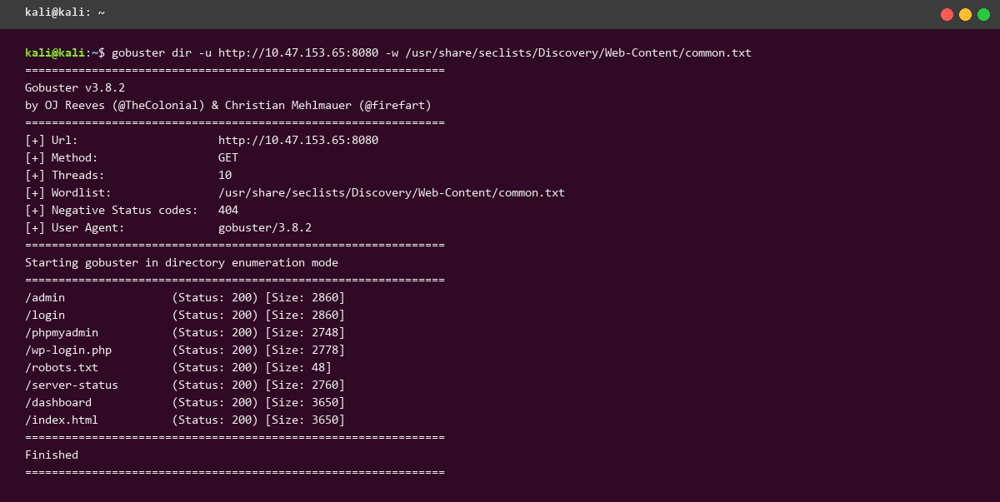 kali@kali: ~
kali@kali:~$ gobuster dir -u http://10.47.153.65:8080 -w /usr/share/seclists/Discovery/Web-Content/common.txt
===============================================================
Gobuster v3.8.2
by OJ Reeves (@TheColonial) & Christian Mehlmauer (@firefart)
===============================================================
[+] Url:                     http://10.47.153.65:8080
[+] Method:                  GET
[+] Threads:                 10
[+] Wordlist:                /usr/share/seclists/Discovery/Web-Content/common.txt
[+] Negative Status codes:   404
[+] User Agent:              gobuster/3.8.2
===============================================================
Starting gobuster in directory enumeration mode
===============================================================
/admin                (Status: 200) [Size: 2860]
/login                (Status: 200) [Size: 2860]
/phpmyadmin           (Status: 200) [Size: 2748]
/wp-login.php         (Status: 200) [Size: 2778]
/robots.txt           (Status: 200) [Size: 48]
/server-status        (Status: 200) [Size: 2760]
/dashboard            (Status: 200) [Size: 3650]
/index.html           (Status: 200) [Size: 3650]
===============================================================
Finished
===============================================================